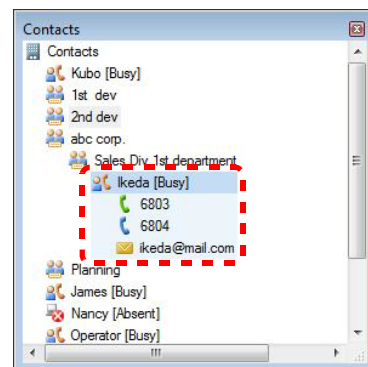 Contacts
Contacts
Kubo [Busy]
1st dev
2nd dev
abc corp.
Sales Div. 1st department
Ikeda [Busy]
6803
6804
ikeda@mail.com
Planning
James [Busy]
Nancy [Absent]
Operator [Busy]